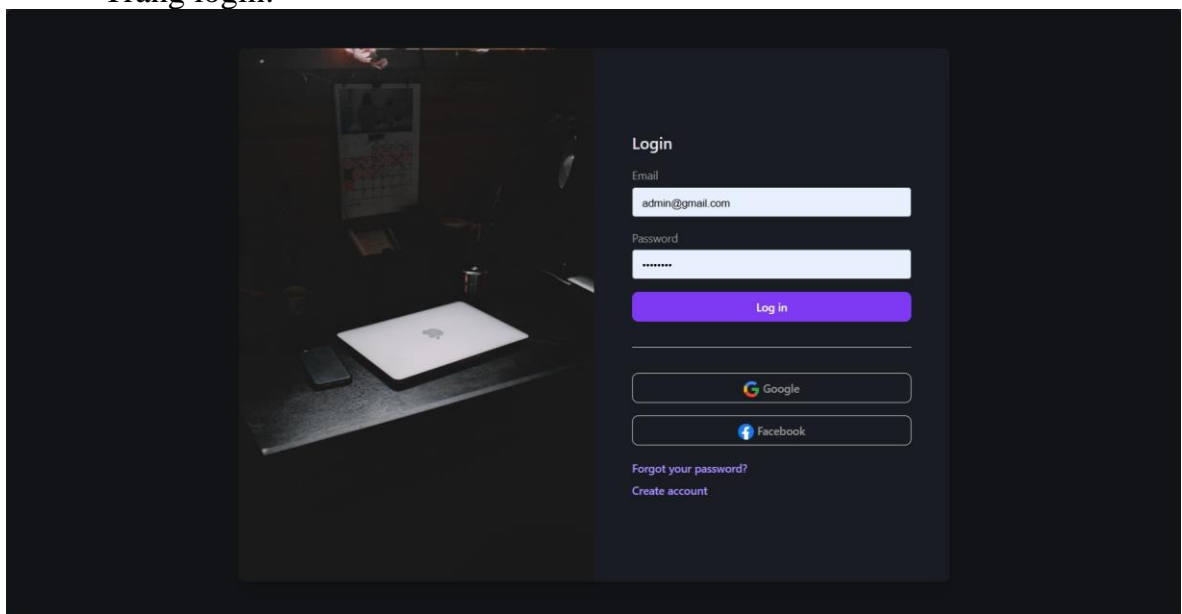 Trang login:
Login
Email
admin@gmail.com
Password
••••••••
Log in
Google
Facebook
Forgot your password?
Create account